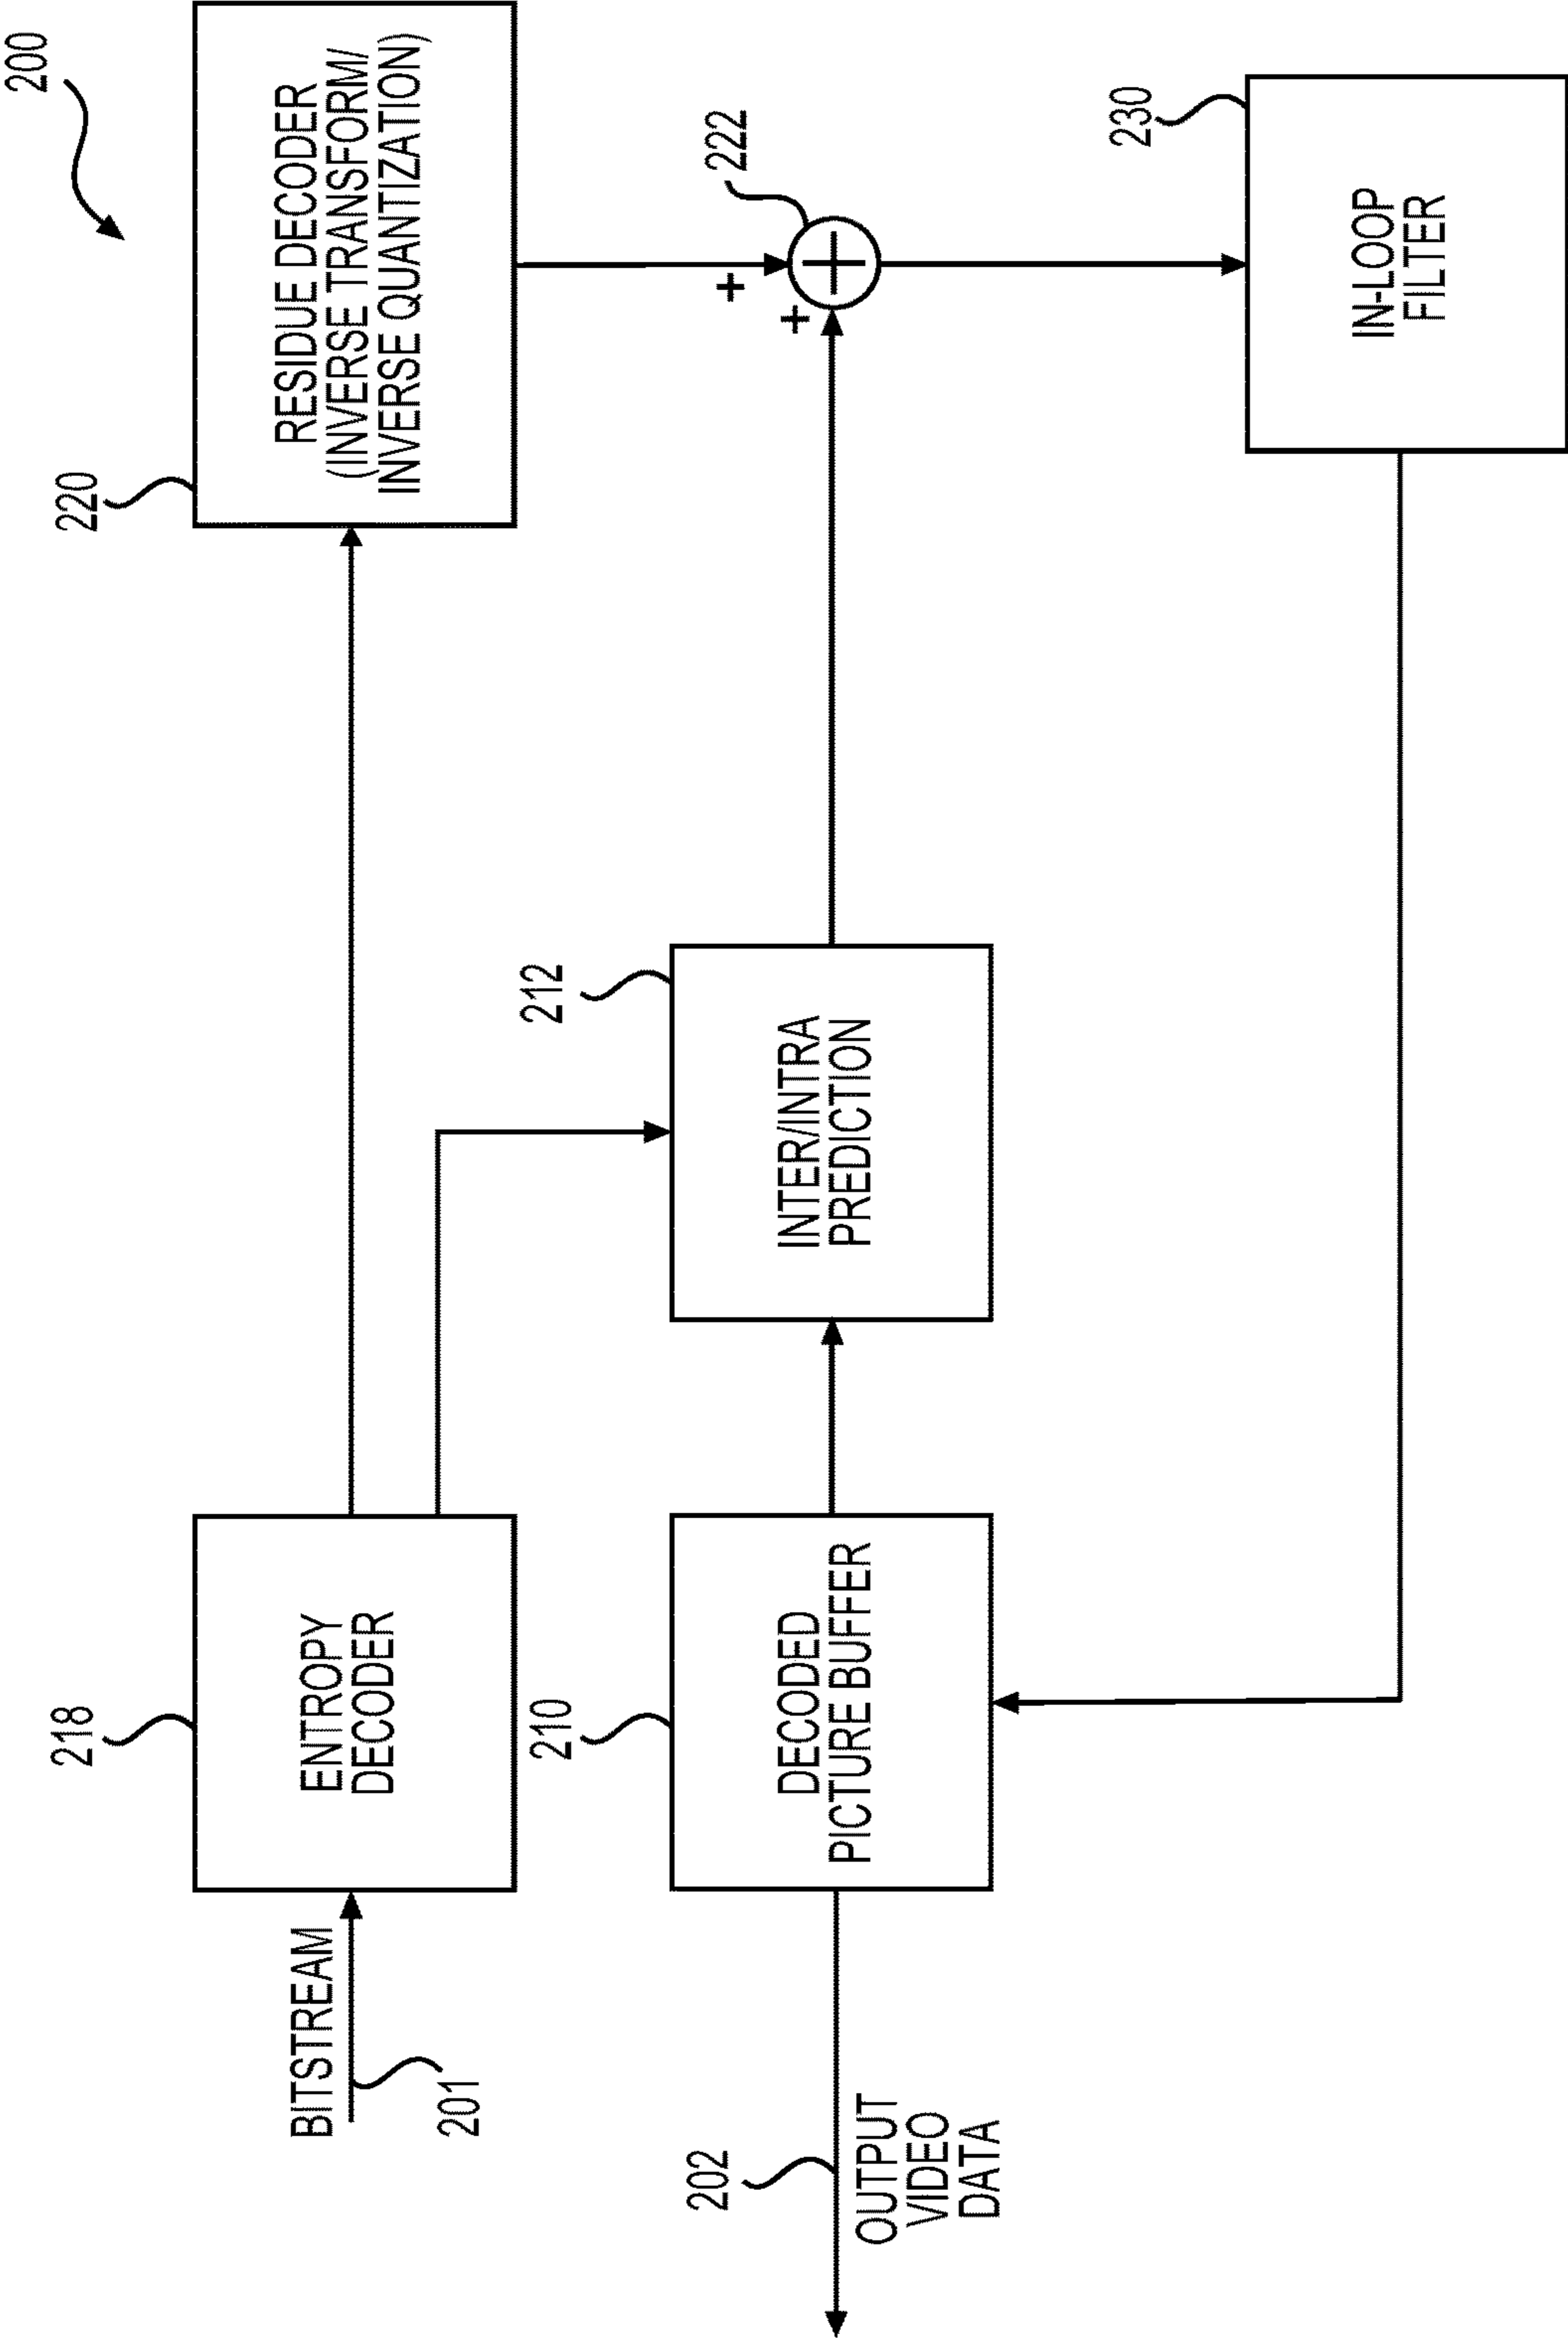 200
BITSTREAM
201
218
ENTROPY
DECODER
220
RESIDUE DECODER
(INVERSE TRANSFORM/
INVERSE QUANTIZATION)
202
OUTPUT
VIDEO
DATA
210
DECODED
PICTURE BUFFER
212
INTER/INTRA
PREDICTION
222
+
+
+
230
IN-LOOP
FILTER